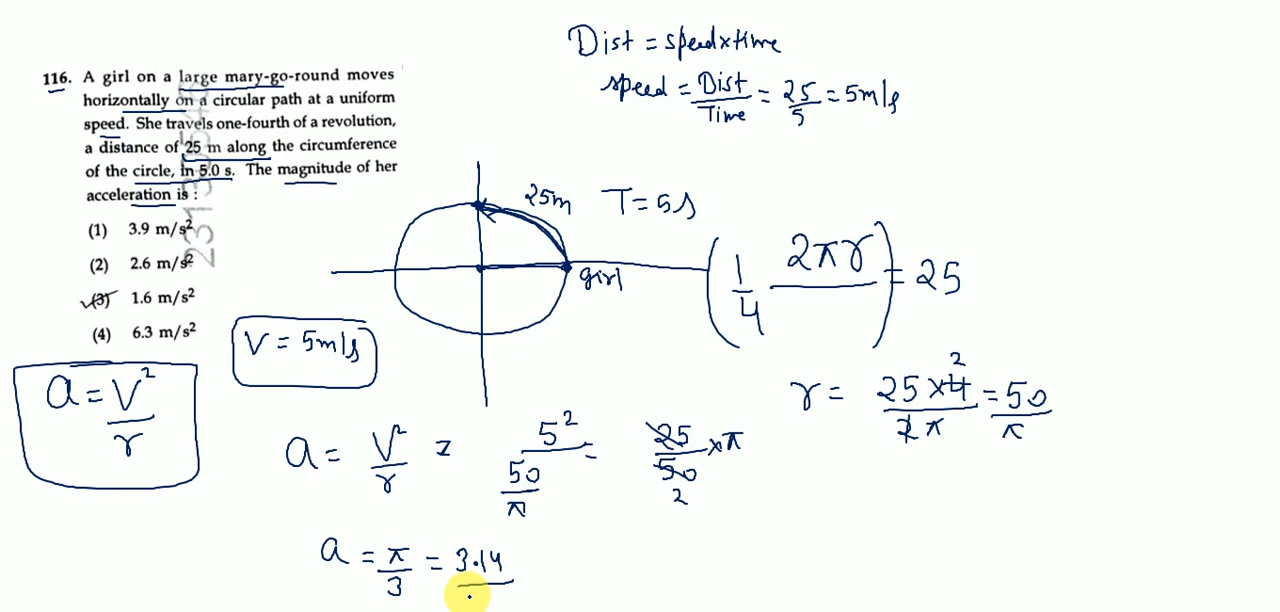 Dist = speed×time
speed = Dist/Time = 25/5 = 5m/s
116. A girl on a large mary-go-round moves
horizontally on a circular path at a uniform
speed. She travels one-fourth of a revolution,
a distance of 25 m along the circumference
of the circle, in 5.0 s. The magnitude of her
acceleration is :
(1) 3.9 m/s²
(2) 2.6 m/s²
(3) 1.6 m/s²
(4) 6.3 m/s²
25m
T = 5s
girl
(1/4 2πr) = 25
V = 5m/s
a = V²/r
r = 25×4/2π 2 = 50/π
a = V²/r = 5²/50/π = 25/50 × π 2
a = π/3 = 3.14